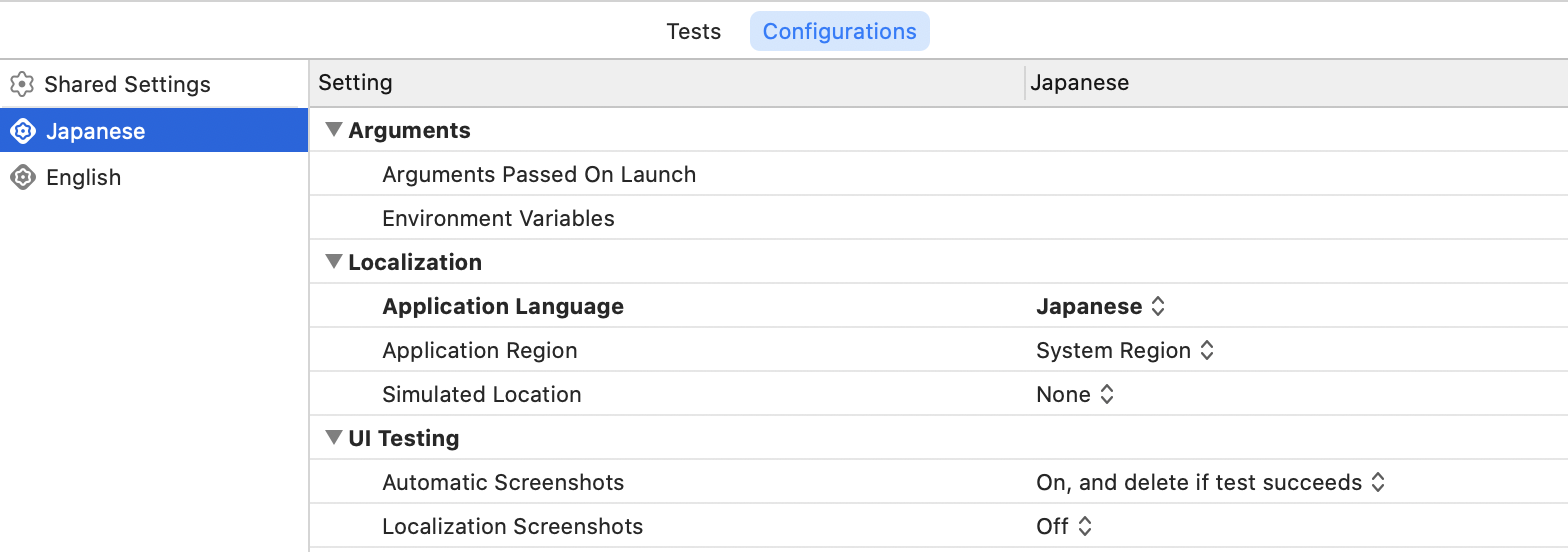 Tests Configurations
Shared Settings
Japanese
English
Setting Japanese
Arguments
Arguments Passed On Launch
Environment Variables
Localization
Application Language Japanese
Application Region System Region
Simulated Location None
UI Testing
Automatic Screenshots On, and delete if test succeeds
Localization Screenshots Off